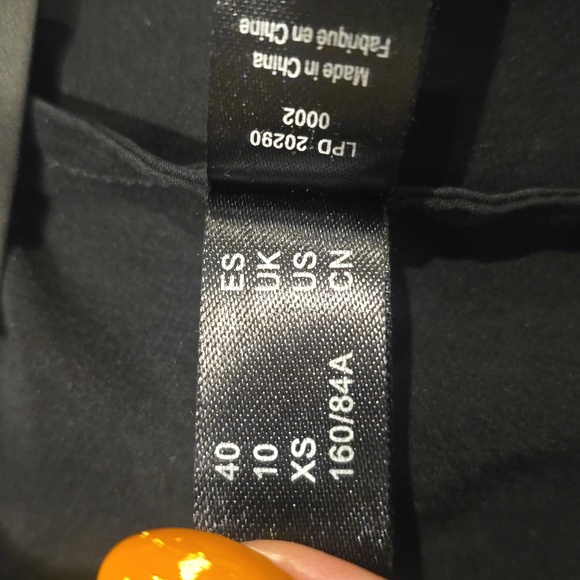 Fabriqué en Chine
Made in China
0002
LPD 20290
ES 40
UK 10
US XS
CN 160/84A